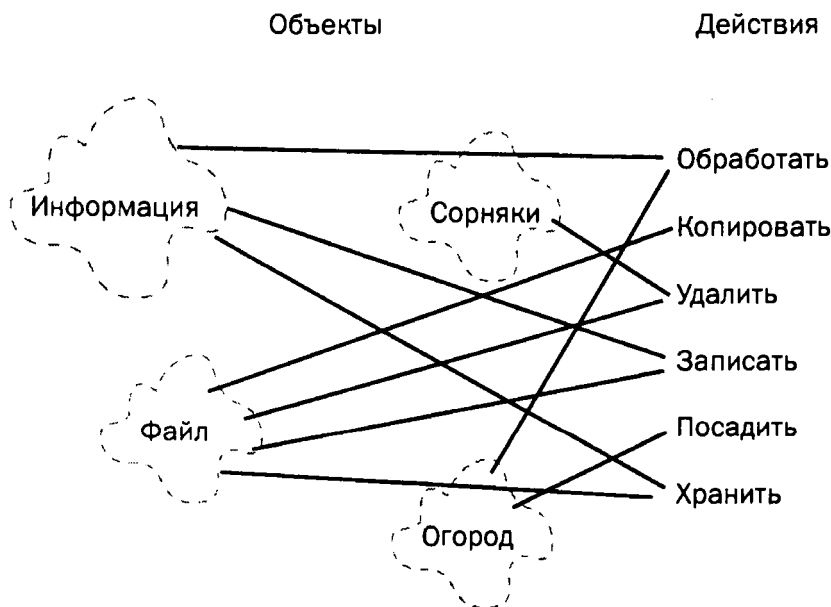 Объекты Действия
Обработать
Информация Сорняки
Копировать
Удалить
Записать
Файл Посадить
Хранить
Огород